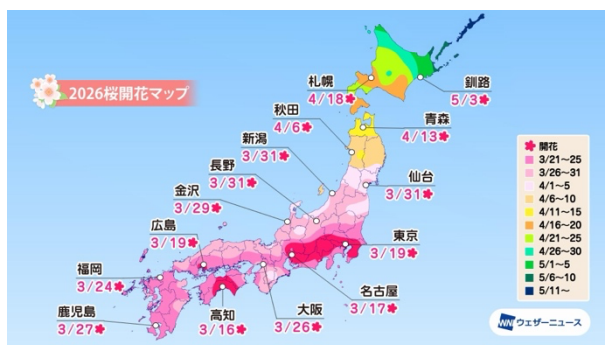 2026桜開花マップ
札幌
4/18
釧路
5/3
秋田
4/6
青森
4/13
新潟
3/31
長野
3/31
仙台
3/31
金沢
3/29
広島
3/19
東京
3/19
福岡
3/24
名古屋
3/17
鹿児島
3/27
高知
3/16
大阪
3/26
開花
3/21～25
3/26～31
4/1～5
4/6～10
4/11～15
4/16～20
4/21～25
4/26～30
5/1～5
5/6～10
5/11～
WNI ウェザーニュース